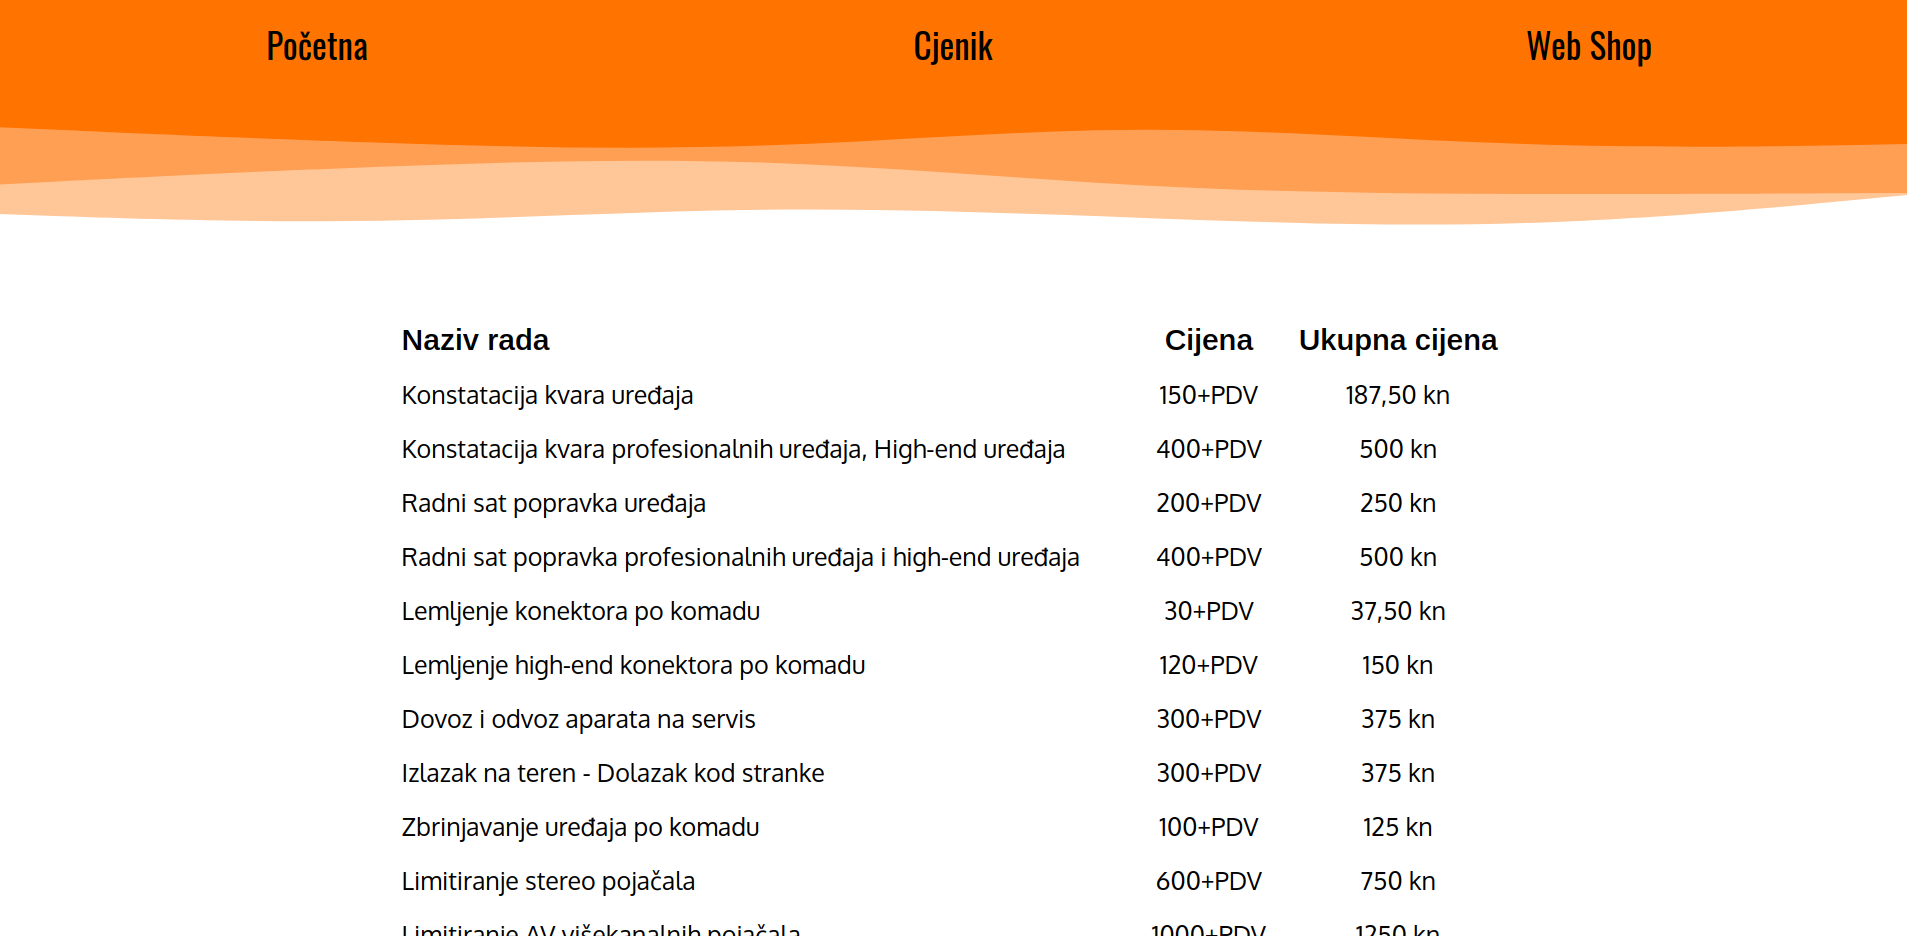 Početna Cjenik Web Shop
Naziv rada Cijena Ukupna cijena
Konstatacija kvara uređaja 150+PDV 187,50 kn
Konstatacija kvara profesionalnih uređaja, High-end uređaja 400+PDV 500 kn
Radni sat popravka uređaja 200+PDV 250 kn
Radni sat popravka profesionalnih uređaja i high-end uređaja 400+PDV 500 kn
Lemljenje konektora po komadu 30+PDV 37,50 kn
Lemljenje high-end konektora po komadu 120+PDV 150 kn
Dovoz i odvoz aparata na servis 300+PDV 375 kn
Izlazak na teren - Dolazak kod stranke 300+PDV 375 kn
Zbrinjavanje uređaja po komadu 100+PDV 125 kn
Limitiranje stereo pojačala 600+PDV 750 kn
Limitiranje AV višekanalnih pojačala 1000+PDV 1250 kn